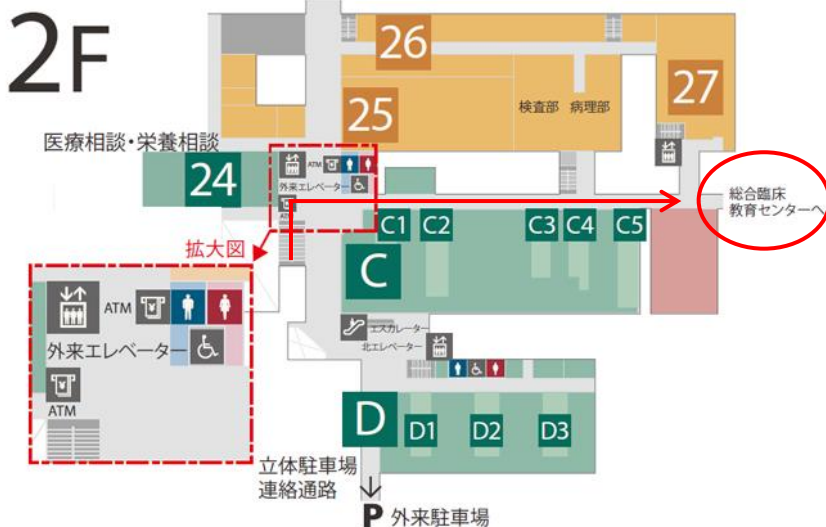 2F
26
25
検査部 病理部
27
医療相談・栄養相談
24
ATM
外来エレベーター
ATM
総合臨床
教育センターへ
拡大図
C1 C2 C3 C4 C5
C
ATM
外来エレベーター
ATM
エスカレーター
北エレベーター
D
D1 D2 D3
立体駐車場
連絡通路
P 外来駐車場